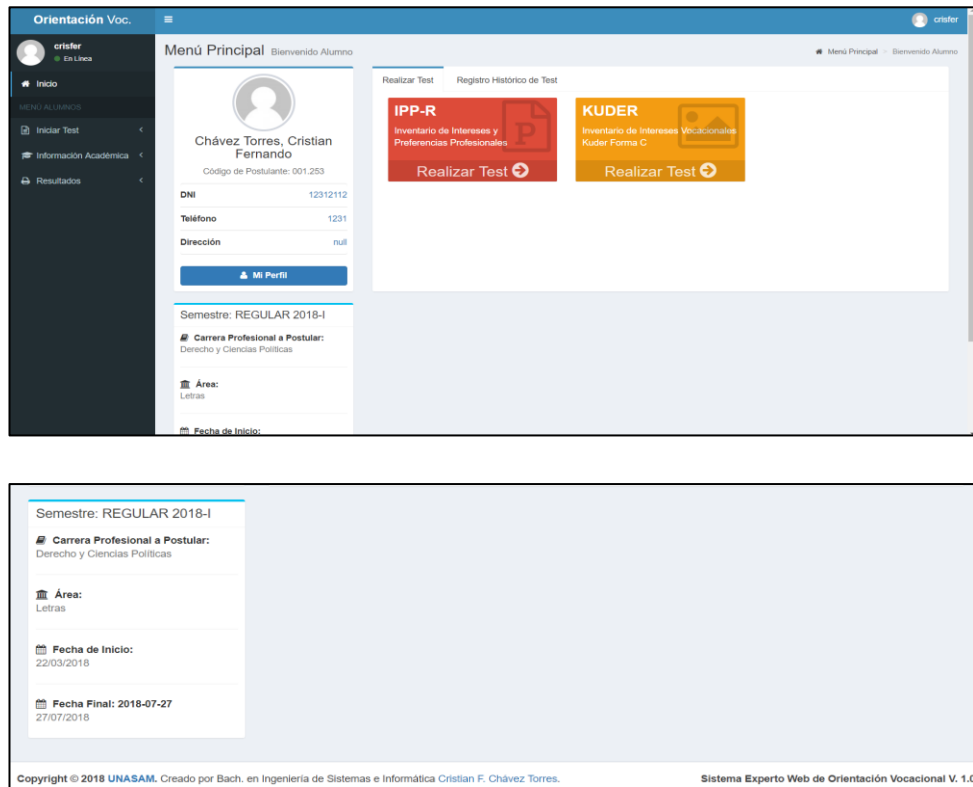 Orientación Voc.
crisfer
crisfer
En Línea
Inicio
MENÚ ALUMNOS
Iniciar Test
Información Académica
Resultados
Menú Principal Bienvenido Alumno
Menú Principal > Bienvenido Alumno
Chávez Torres, Cristian
Fernando
Código de Postulante: 001.253
DNI 12312112
Teléfono 1231
Dirección null
Mi Perfil
Realizar Test Registro Histórico de Test
IPP-R
Inventario de Intereses y
Preferencias Profesionales
Realizar Test
KUDER
Inventario de Intereses Vocacionales
Kuder Forma C
Realizar Test
Semestre: REGULAR 2018-I
Carrera Profesional a Postular:
Derecho y Ciencias Políticas
Área:
Letras
Fecha de Inicio:
Semestre: REGULAR 2018-I
Carrera Profesional a Postular:
Derecho y Ciencias Políticas
Área:
Letras
Fecha de Inicio:
22/03/2018
Fecha Final: 2018-07-27
27/07/2018
Copyright © 2018 UNASAM. Creado por Bach. en Ingeniería de Sistemas e Informática Cristian F. Chávez Torres.
Sistema Experto Web de Orientación Vocacional V. 1.0